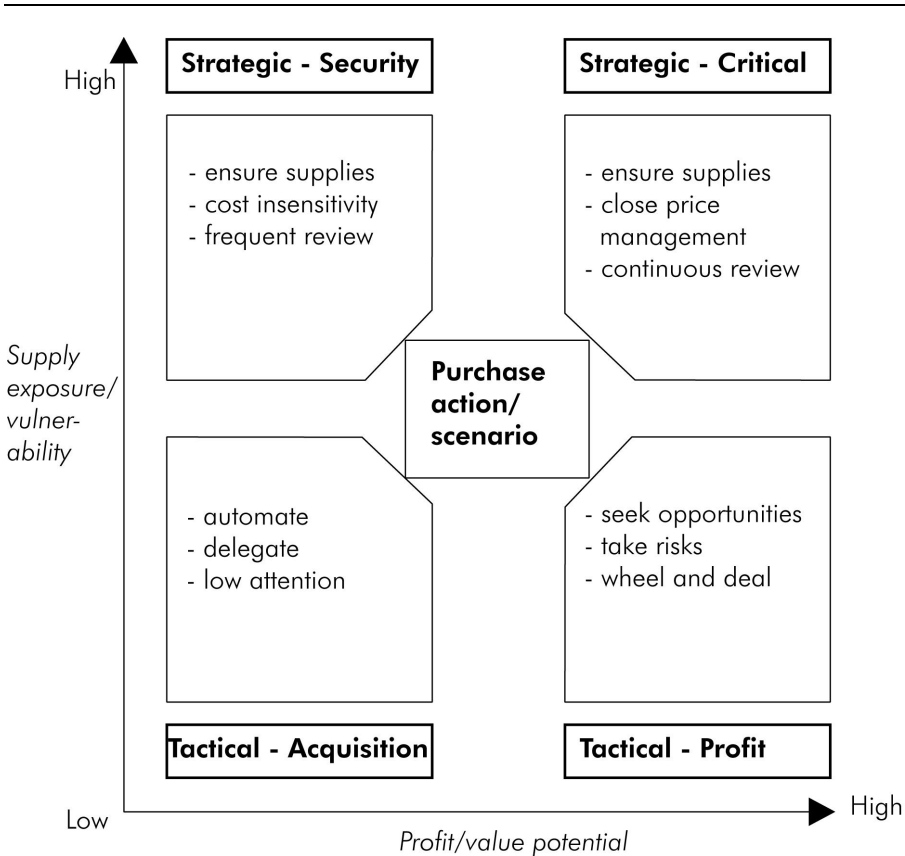 High
Strategic - Security
Strategic - Critical
- ensure supplies
- cost insensitivity
- frequent review
- ensure supplies
- close price
management
- continuous review
Supply
exposure/
vulner-
ability
Purchase
action/
scenario
- automate
- delegate
- low attention
- seek opportunities
- take risks
- wheel and deal
Tactical - Acquisition
Tactical - Profit
Low
High
Profit/value potential